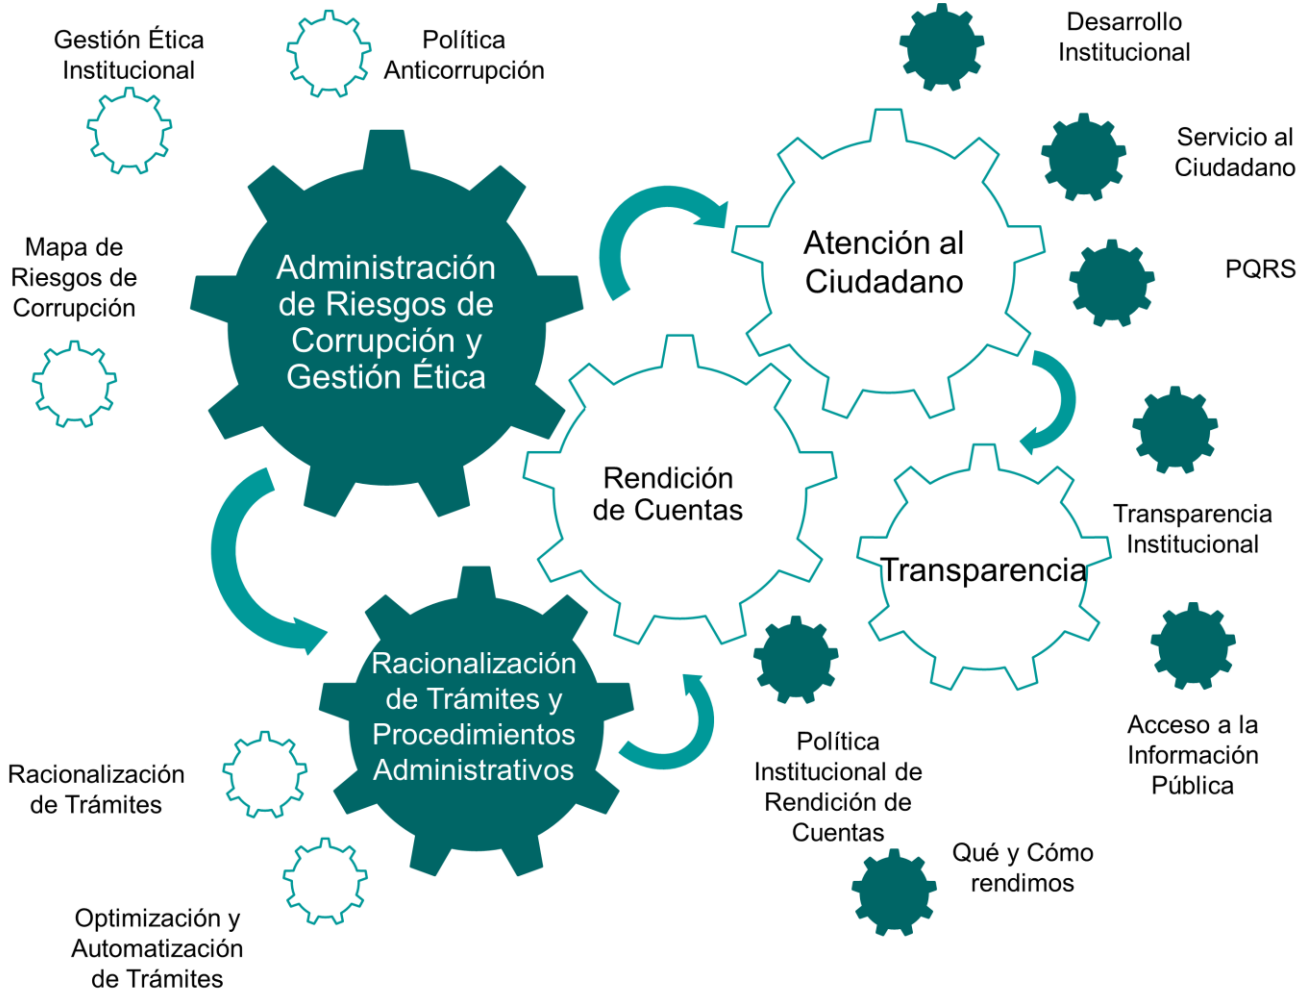 Gestión Ética
Institucional
Política
Anticorrupción
Desarrollo
Institucional
Servicio al
Ciudadano
PQRS
Mapa de
Riesgos de
Corrupción
Administración
de Riesgos de
Corrupción y
Gestión Ética
Atención al
Ciudadano
Rendición
de Cuentas
Transparencia
Transparencia
Institucional
Acceso a la
Información
Pública
Racionalización
de Trámites y
Procedimientos
Administrativos
Política
Institucional de
Rendición de
Cuentas
Qué y Cómo
rendimos
Racionalización
de Trámites
Optimización y
Automatización
de Trámites